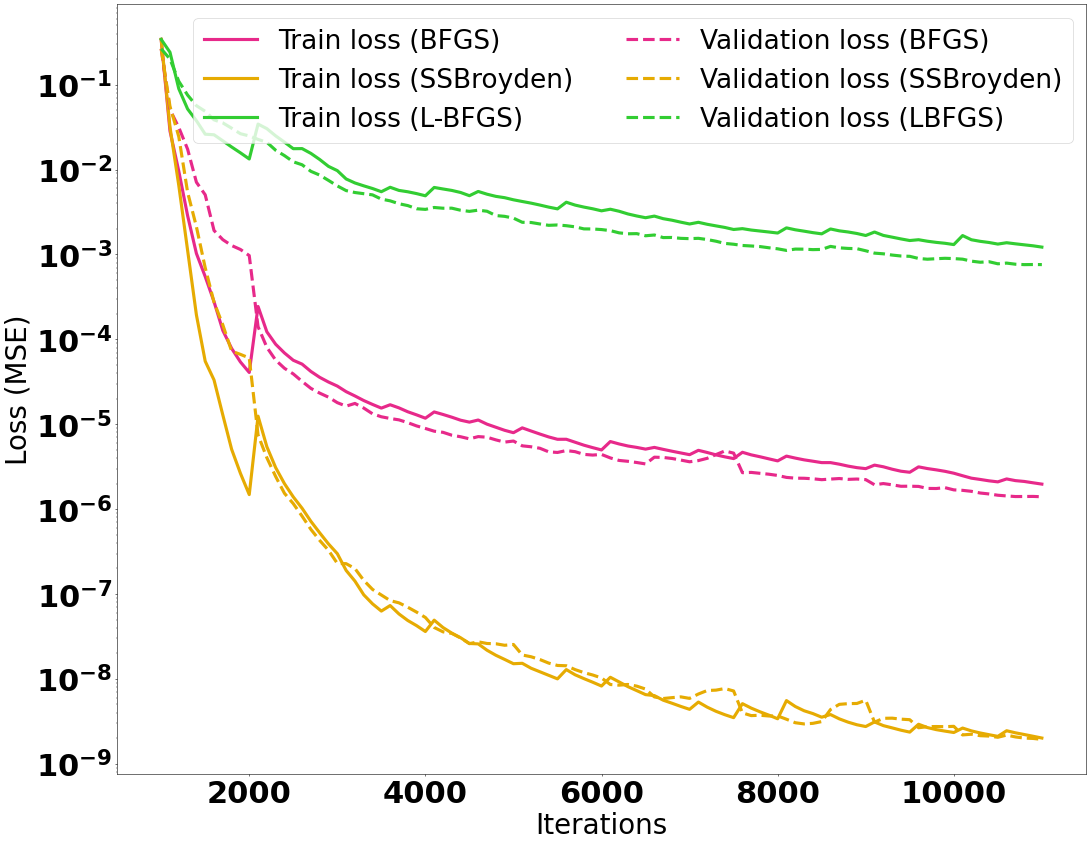 Train loss (BFGS)
Train loss (SSBroyden)
Train loss (L-BFGS)
Validation loss (BFGS)
Validation loss (SSBroyden)
Validation loss (LBFGS)
Loss (MSE)
10⁻¹
10⁻²
10⁻³
10⁻⁴
10⁻⁵
10⁻⁶
10⁻⁷
10⁻⁸
10⁻⁹
2000 4000 6000 8000 10000
Iterations